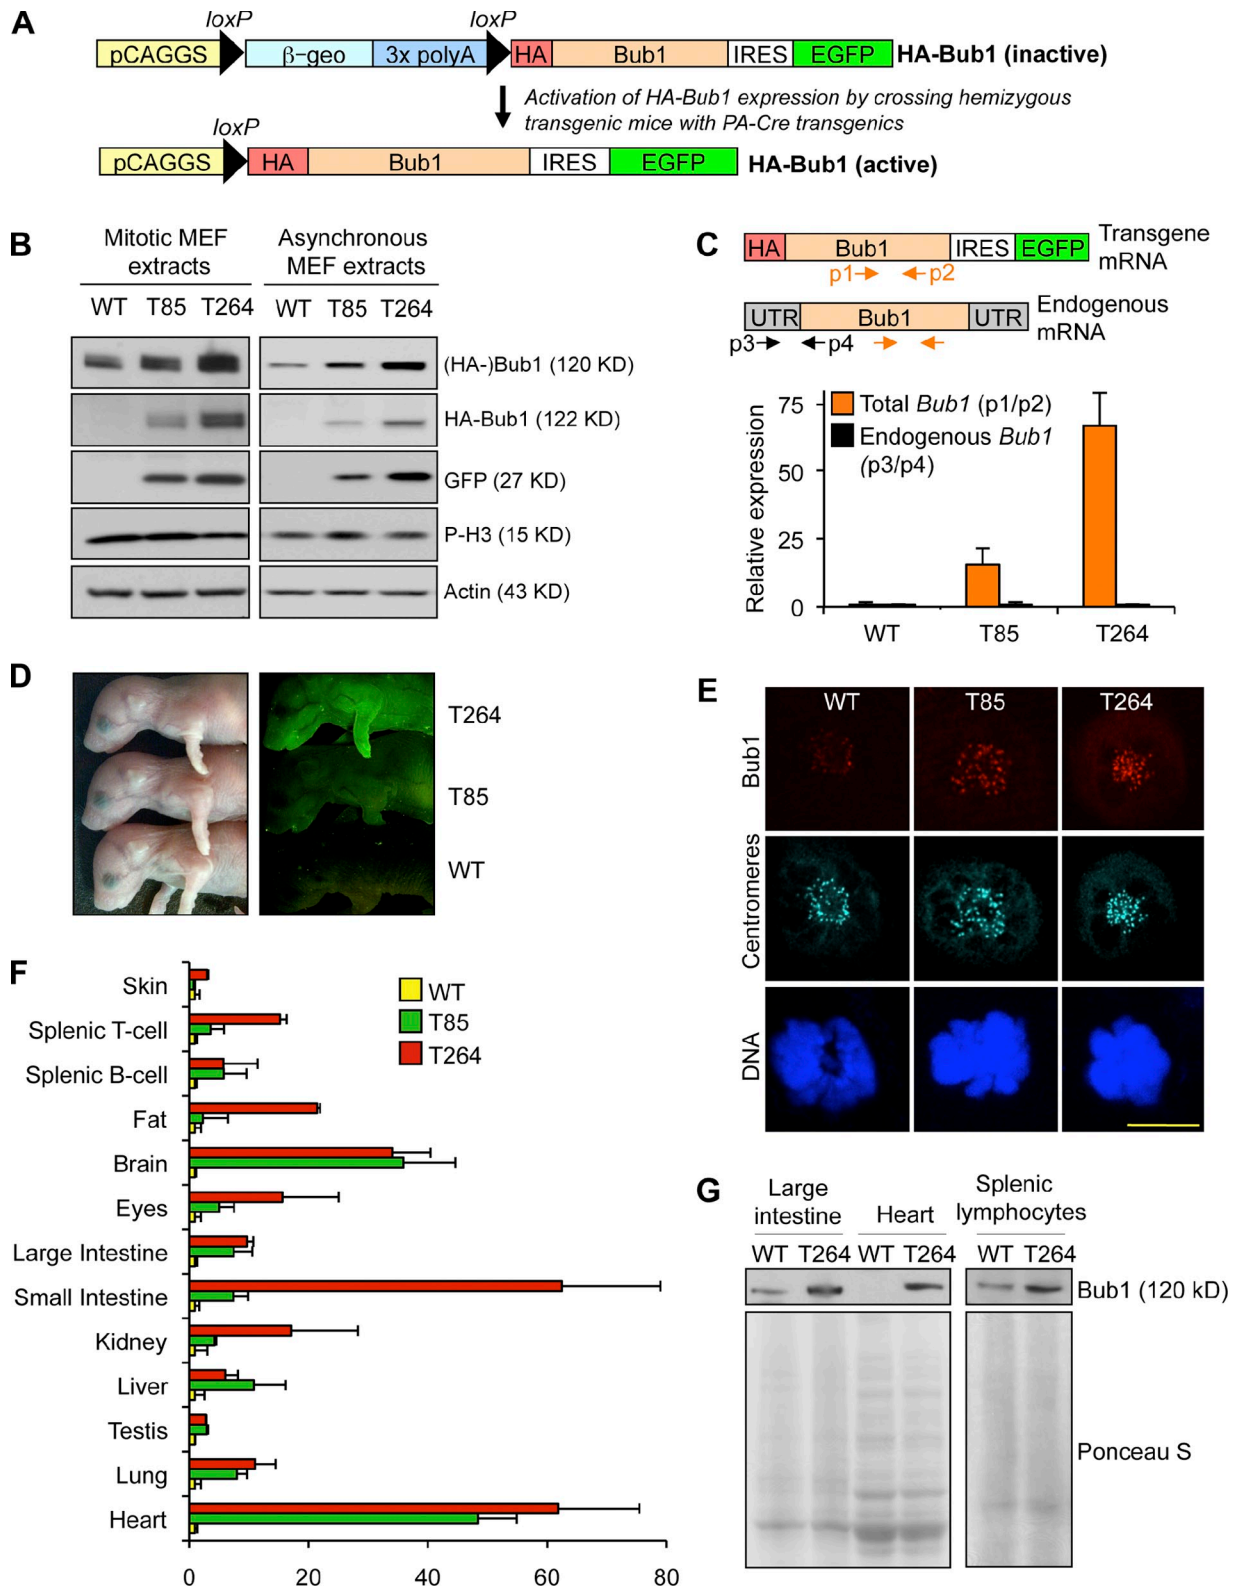 A
loxP loxP
pCAGGS β-geo 3x polyA HA Bub1 IRES EGFP HA-Bub1 (inactive)
Activation of HA-Bub1 expression by crossing hemizygous
transgenic mice with PA-Cre transgenics
loxP
pCAGGS HA Bub1 IRES EGFP HA-Bub1 (active)
B
Mitotic MEF
extracts
Asynchronous
MEF extracts
WT T85 T264 WT T85 T264
(HA-)Bub1 (120 KD)
HA-Bub1 (122 KD)
GFP (27 KD)
P-H3 (15 KD)
Actin (43 KD)
C
HA Bub1 IRES EGFP
Transgene
mRNA
p1 p2
UTR Bub1 UTR
Endogenous
mRNA
p3 p4
Relative expression
75
50
25
0
Total Bub1 (p1/p2)
Endogenous Bub1
(p3/p4)
WT T85 T264
D
T264
T85
WT
E
WT T85 T264
Bub1
Centromeres
DNA
F
WT
T85
T264
Skin
Splenic T-cell
Splenic B-cell
Fat
Brain
Eyes
Large Intestine
Small Intestine
Kidney
Liver
Testis
Lung
Heart
0 20 40 60 80
G
Large
intestine
Heart
Splenic
lymphocytes
WT T264 WT T264 WT T264
Bub1 (120 kD)
Ponceau S